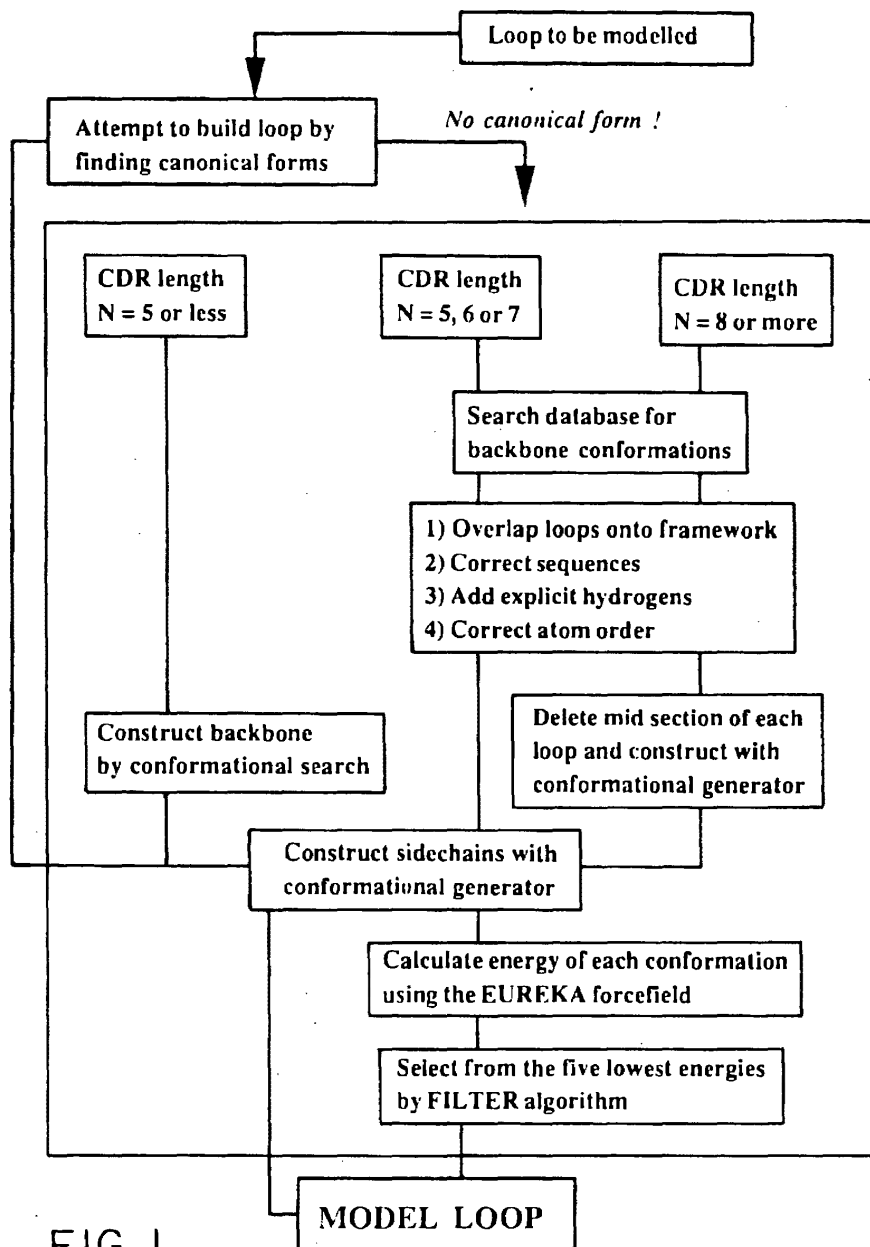 Loop to be modelled
Attempt to build loop by
finding canonical forms
No canonical form !
CDR length
N = 5 or less
CDR length
N = 5, 6 or 7
CDR length
N = 8 or more
Search database for
backbone conformations
1) Overlap loops onto framework
2) Correct sequences
3) Add explicit hydrogens
4) Correct atom order
Construct backbone
by conformational search
Delete mid section of each
loop and construct with
conformational generator
Construct sidechains with
conformational generator
Calculate energy of each conformation
using the EUREKA forcefield
Select from the five lowest energies
by FILTER algorithm
MODEL LOOP
FIG. 1